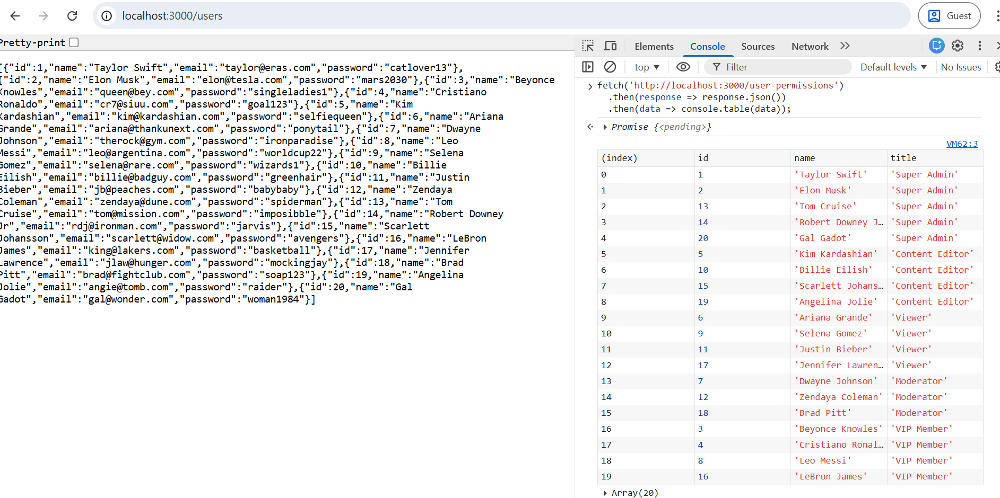 localhost:3000/users
Guest
Pretty-print
Elements Console Sources Network
top Filter Default levels No Issues
[{"id":1,"name":"Taylor Swift","email":"taylor@eras.com","password":"catlover13"},
{"id":2,"name":"Elon Musk","email":"elon@tesla.com","password":"mars2030"},{"id":3,"name":"Beyonce
Knowles","email":"queen@bey.com","password":"singleladies1"},{"id":4,"name":"Cristiano
Ronaldo","email":"cr7@siuu.com","password":"goal123"},{"id":5,"name":"Kim
Kardashian","email":"kim@kardashian.com","password":"selfiequeen"},{"id":6,"name":"Ariana
Grande","email":"ariana@thankunext.com","password":"ponytail"},{"id":7,"name":"Dwayne
Johnson","email":"therock@gym.com","password":"ironparadise"},{"id":8,"name":"Leo
Messi","email":"leo@argentina.com","password":"worldcup22"},{"id":9,"name":"Selena
Gomez","email":"selena@rare.com","password":"wizards1"},{"id":10,"name":"Billie
Eilish","email":"billie@badguy.com","password":"greenhair"},{"id":11,"name":"Justin
Bieber","email":"jb@peaches.com","password":"babybaby"},{"id":12,"name":"Zendaya
Coleman","email":"zendaya@dune.com","password":"spiderman"},{"id":13,"name":"Tom
Cruise","email":"tom@mission.com","password":"imposibble"},{"id":14,"name":"Robert Downey
Jr","email":"rdj@ironman.com","password":"jarvis"},{"id":15,"name":"Scarlett
Johansson","email":"scarlett@widow.com","password":"avengers"},{"id":16,"name":"LeBron
James","email":"king@lakers.com","password":"basketball"},{"id":17,"name":"Jennifer
Lawrence","email":"jlaw@hunger.com","password":"mockingjay"},{"id":18,"name":"Brad
Pitt","email":"brad@fightclub.com","password":"soap123"},{"id":19,"name":"Angelina
Jolie","email":"angie@tomb.com","password":"raider"},{"id":20,"name":"Gal
Gadot","email":"gal@wonder.com","password":"woman1984"}]
fetch('http://localhost:3000/user-permissions')
.then(response => response.json())
.then(data => console.table(data));
Promise {<pending>}
VM62:3
(index) id name title
0 1 'Taylor Swift' 'Super Admin'
1 2 'Elon Musk' 'Super Admin'
2 13 'Tom Cruise' 'Super Admin'
3 14 'Robert Downey J… 'Super Admin'
4 20 'Gal Gadot' 'Super Admin'
5 5 'Kim Kardashian' 'Content Editor'
6 10 'Billie Eilish' 'Content Editor'
7 15 'Scarlett Johans… 'Content Editor'
8 19 'Angelina Jolie' 'Content Editor'
9 6 'Ariana Grande' 'Viewer'
10 9 'Selena Gomez' 'Viewer'
11 11 'Justin Bieber' 'Viewer'
12 17 'Jennifer Lawren… 'Viewer'
13 7 'Dwayne Johnson' 'Moderator'
14 12 'Zendaya Coleman' 'Moderator'
15 18 'Brad Pitt' 'Moderator'
16 3 'Beyonce Knowles' 'VIP Member'
17 4 'Cristiano Ronal… 'VIP Member'
18 8 'Leo Messi' 'VIP Member'
19 16 'LeBron James' 'VIP Member'
Array(20)